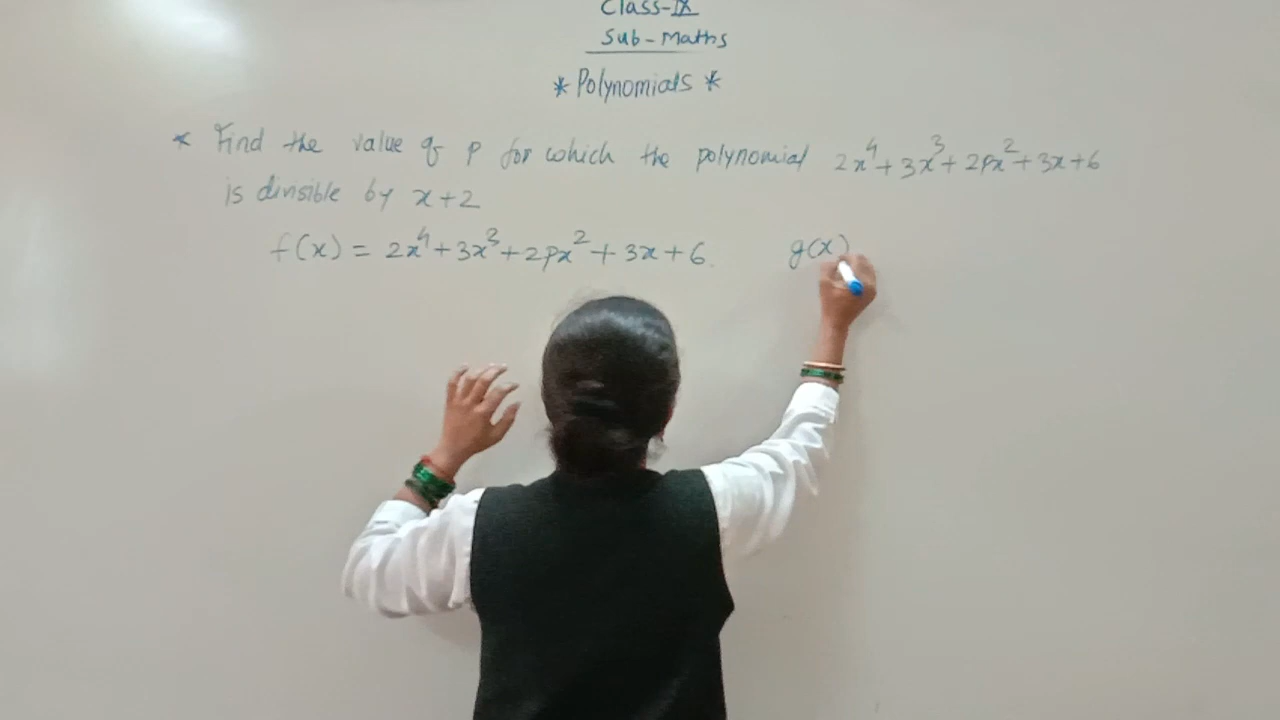 Class-IX
Sub-Maths
* Polynomials *
* Find the value of p for which the polynomial 2x⁴+3x³+2px²+3x+6
is divisible by x+2
f(x) = 2x⁴+3x³+2px²+3x+6. g(x)